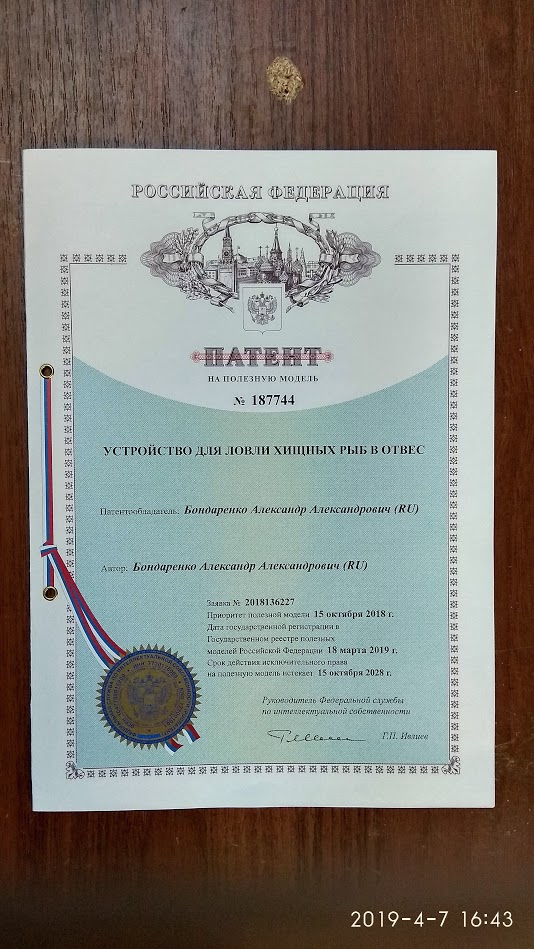 РОССИЙСКАЯ ФЕДЕРАЦИЯ
ПАТЕНТ
НА ПОЛЕЗНУЮ МОДЕЛЬ
№ 187744
УСТРОЙСТВО ДЛЯ ЛОВЛИ ХИЩНЫХ РЫБ В ОТВЕС
Патентообладатель: Бондаренко Александр Александрович (RU)
Автор: Бондаренко Александр Александрович (RU)
Заявка № 2018136227
Приоритет полезной модели 15 октября 2018 г.
Дата государственной регистрации в
Государственном реестре полезных
моделей Российской Федерации 18 марта 2019 г.
Срок действия исключительного права
на полезную модель истекает 15 октября 2028 г.
Руководитель Федеральной службы
по интеллектуальной собственности
Г.П. Ивлиев
2019-4-7 16:43